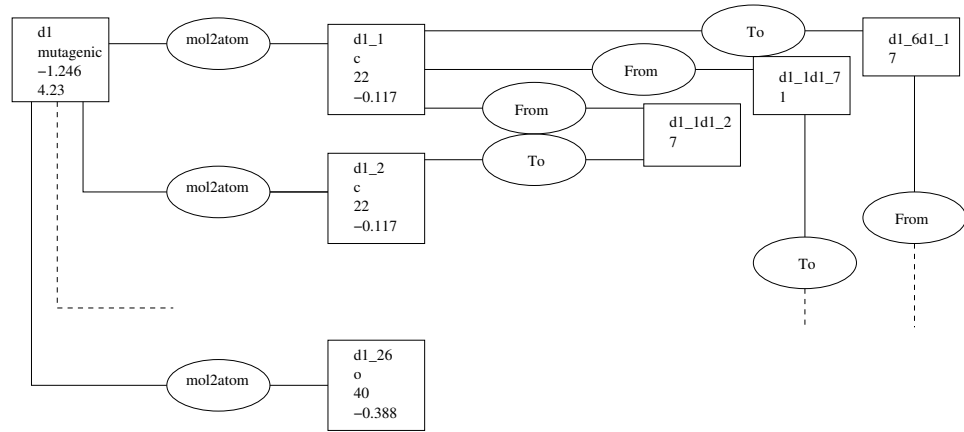 d1
mutagenic
−1.246
4.23
mol2atom
d1_1
c
22
−0.117
To
d1_6d1_1
7
From
d1_1d1_7
1
From
d1_1d1_2
7
To
mol2atom
d1_2
c
22
−0.117
From
To
mol2atom
d1_26
o
40
−0.388